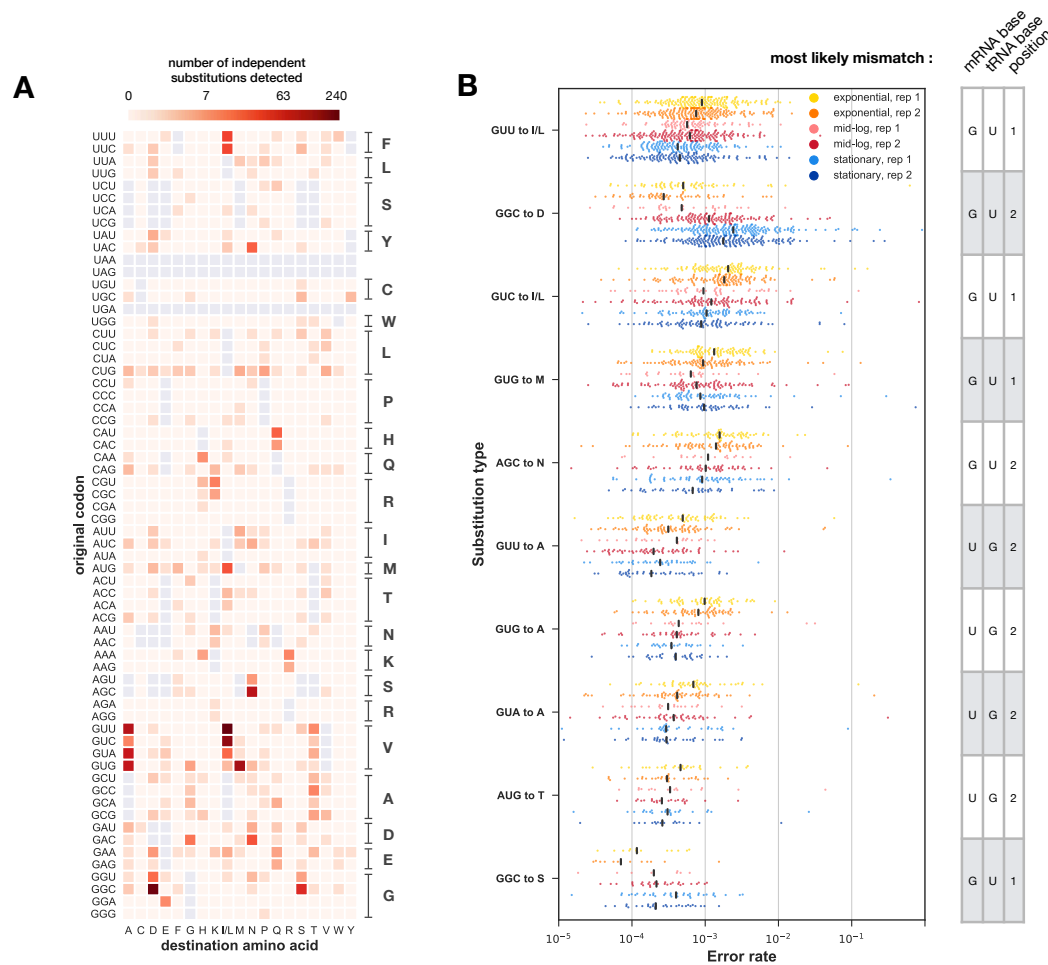 A
number of independent
substitutions detected
0 7 63 240
original codon
UUU
UUC
F
UUA
UUG
L
UCU
UCC
UCA
UCG
S
UAU
UAC
Y
UAA
UAG
UGU
UGC
C
UGA
UGG
W
CUU
CUC
CUA
CUG
L
CCU
CCC
CCA
CCG
P
CAU
CAC
H
CAA
CAG
Q
CGU
CGC
CGA
CGG
R
AUU
AUC
AUA
I
AUG
M
ACU
ACC
ACA
ACG
T
AAU
AAC
N
AAA
AAG
K
AGU
AGC
S
AGA
AGG
R
GUU
GUC
GUA
GUG
V
GCU
GCC
GCA
GCG
A
GAU
GAC
D
GAA
GAG
E
GGU
GGC
GGA
GGG
G
A C D E F G H K I/L M N P Q R S T V W Y
destination amino acid
B
most likely mismatch :
mRNA base
tRNA base
position
exponential, rep 1
exponential, rep 2
mid-log, rep 1
mid-log, rep 2
stationary, rep 1
stationary, rep 2
Substitution type
GUU to I/L G U 1
GGC to D G U 2
GUC to I/L G U 1
GUG to M G U 1
AGC to N G U 2
GUU to A U G 2
GUG to A U G 2
GUA to A U G 2
AUG to T U G 2
GGC to S G U 1
10⁻⁵ 10⁻⁴ 10⁻³ 10⁻² 10⁻¹
Error rate